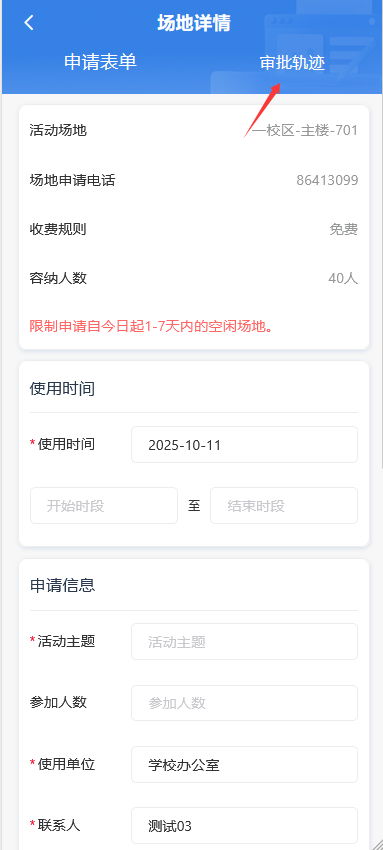 场地详情
申请表单 审批轨迹
活动场地 一校区-主楼-701
场地申请电话 86413099
收费规则 免费
容纳人数 40人
限制申请自今日起1-7天内的空闲场地。
使用时间
*使用时间 2025-10-11
开始时段 至 结束时段
申请信息
*活动主题 活动主题
参加人数 参加人数
*使用单位 学校办公室
*联系人 测试03